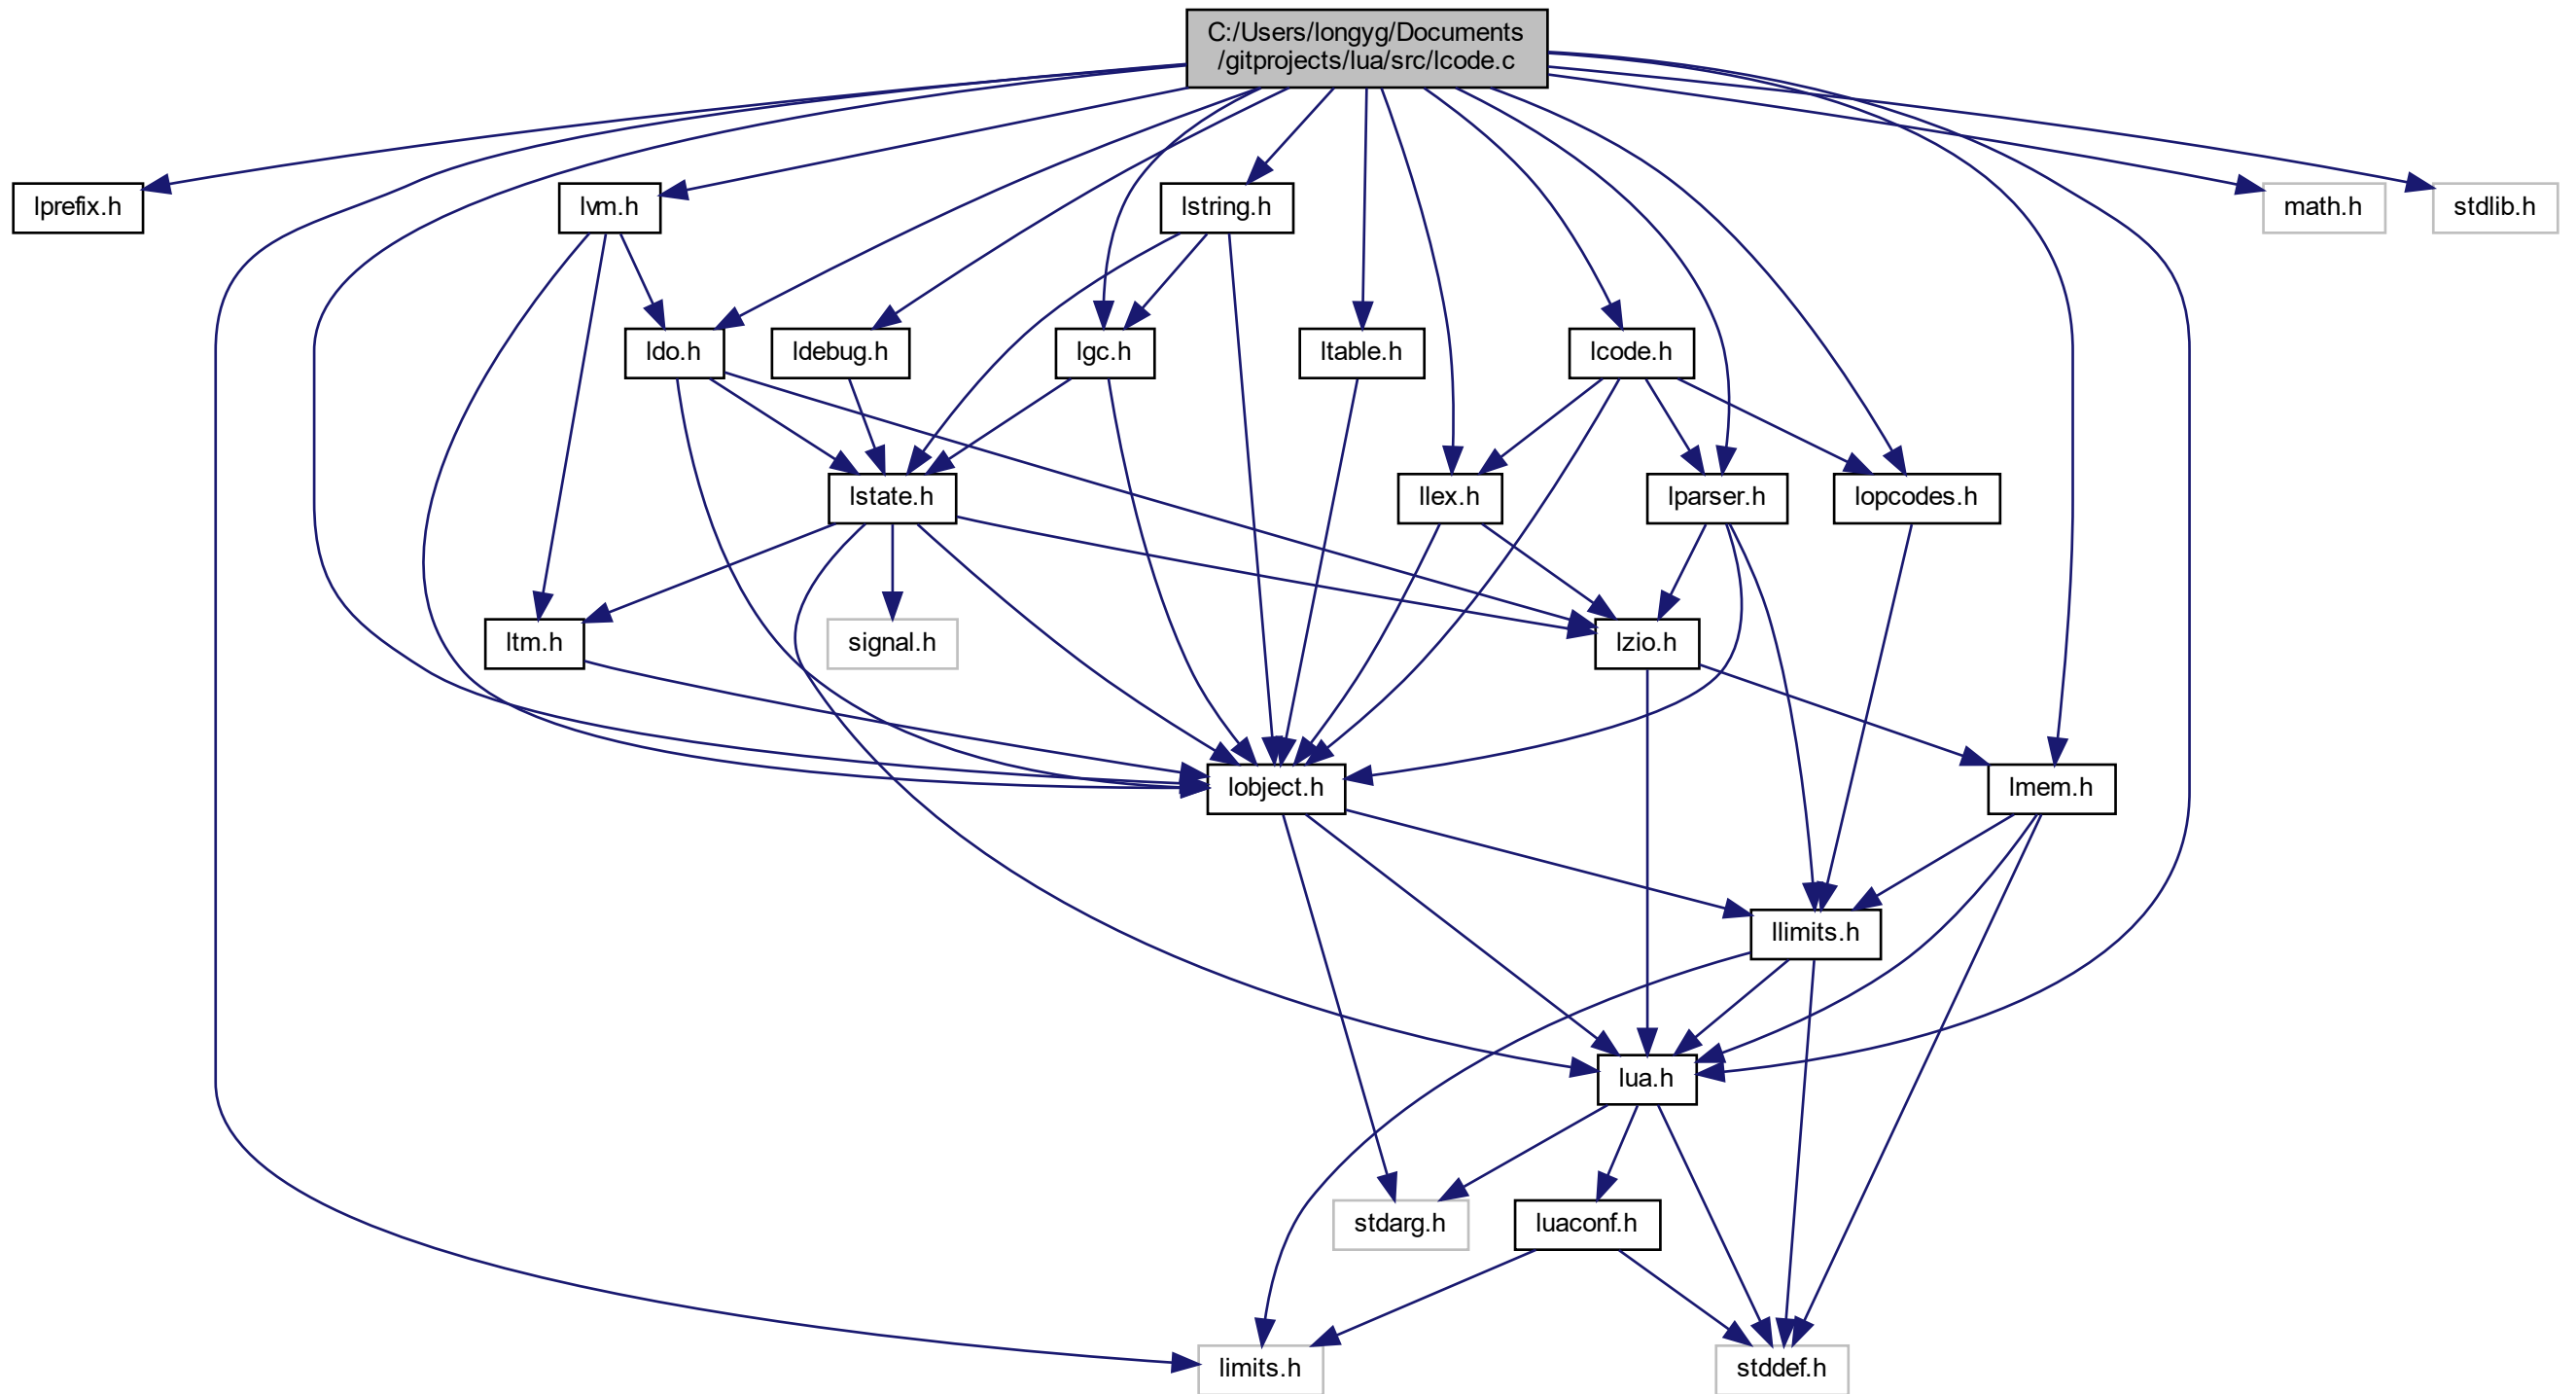 C:/Users/longyg/Documents
/gitprojects/lua/src/lcode.c
lprefix.h
lvm.h
lstring.h
math.h
stdlib.h
ldo.h
ldebug.h
lgc.h
ltable.h
lcode.h
lstate.h
llex.h
lparser.h
lopcodes.h
ltm.h
signal.h
lzio.h
lobject.h
lmem.h
llimits.h
lua.h
stdarg.h
luaconf.h
limits.h
stddef.h